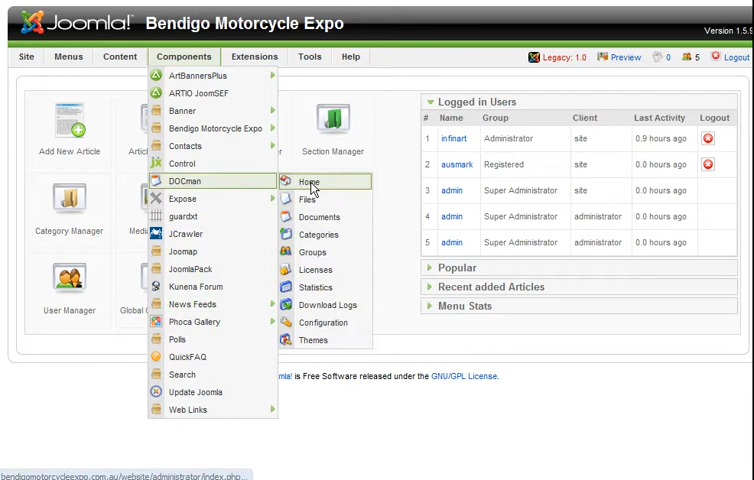 Joomla! Bendigo Motorcycle Expo
Version 1.5.9
Site Menus Content Components Extensions Tools Help
Legacy: 1.0 Preview 0 5 Logout
ArtBannersPlus
ARTIO JoomSEF
Banner
Bendigo Motorcycle Expo
Contacts
Control
DOCman
Expose
guardxt
JCrawler
Joomap
JoomlaPack
Kunena Forum
News Feeds
Phoca Gallery
Polls
QuickFAQ
Search
Update Joomla
Web Links
Home
Files
Documents
Categories
Groups
Licenses
Statistics
Download Logs
Configuration
Themes
Add New Article
Section Manager
Category Manager
User Manager
Logged in Users
# Name Group Client Last Activity Logout
1 infinart Administrator site 0.9 hours ago
2 ausmark Registered site 0.2 hours ago
3 admin Super Administrator site 0.0 hours ago
4 admin Super Administrator administrator 0.0 hours ago
5 admin Super Administrator administrator 0.0 hours ago
Popular
Recent added Articles
Menu Stats
mla! is Free Software released under the GNU/GPL License.
bendigomotorcycleexpo.com.au/website/administrator/index.php...